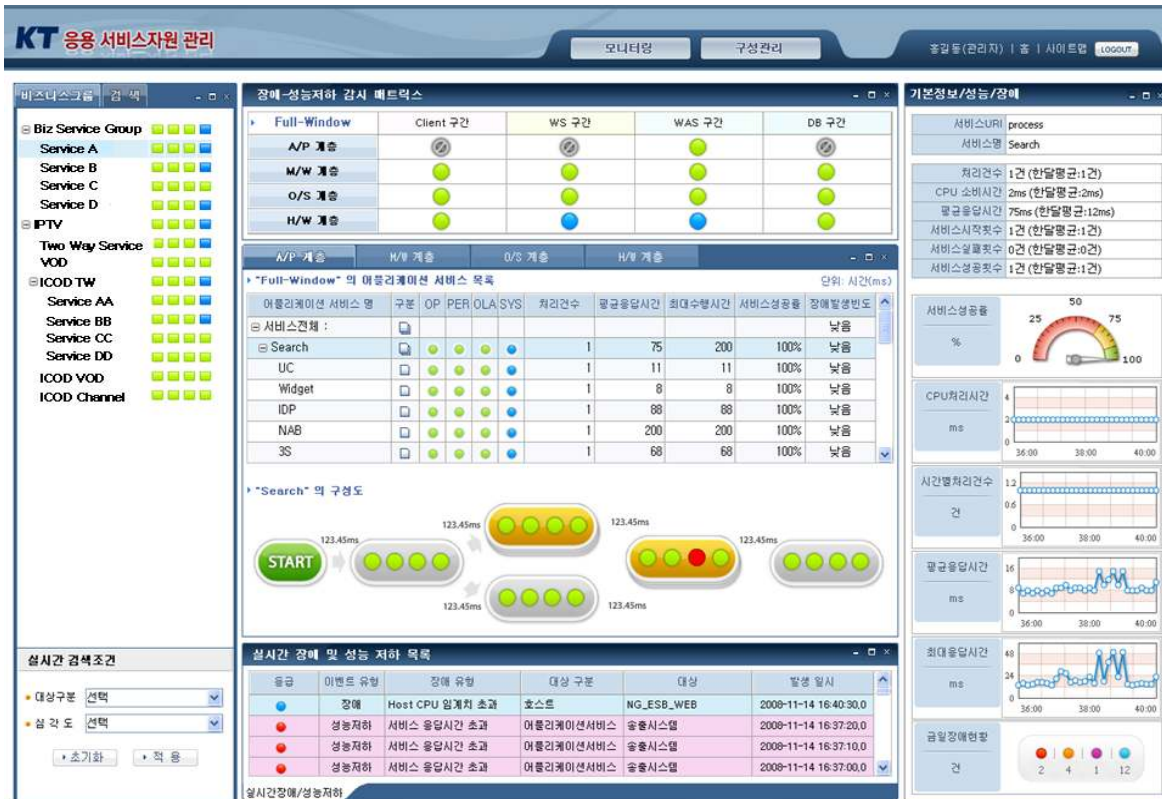 KT 응용 서비스자원 관리
모니터링 구성관리
홍길동(관리자) | 홈 | 사이트맵 LOGOUT
비즈니스그룹 검 색
Biz Service Group
Service A
Service B
Service C
Service D
IPTV
Two Way Service
VOD
ICOD TW
Service AA
Service BB
Service CC
Service DD
ICOD VOD
ICOD Channel
실시간 검색조건
대상구분 선택
심 각 도 선택
초기화 적 용
장애-성능저하 감시 매트릭스
Full-Window Client 구간 WS 구간 WAS 구간 DB 구간
A/P 계층
M/W 계층
O/S 계층
H/W 계층
A/P 계층 H/W 계층 O/S 계층 H/W 계층
"Full-Window" 의 어플리케이션 서비스 목록 단위: 시간(ms)
어플리케이션 서비스 명 구분 OP PER OLA SYS 처리건수 평균응답시간 최대수행시간 서비스성공률 장애발생빈도
서비스전체 : 낮음
Search 1 75 200 100% 낮음
UC 1 11 11 100% 낮음
Widget 1 8 8 100% 낮음
IDP 1 88 88 100% 낮음
NAB 1 200 200 100% 낮음
3S 1 68 68 100% 낮음
"Search" 의 구성도
START
123.45ms
123.45ms
123.45ms
123.45ms
123.45ms
123.45ms
실시간 장애 및 성능 저하 목록
등급 이벤트 유형 장애 유형 대상 구분 대상 발생 일시
장애 Host CPU 임계치 초과 호스트 NG_ESB_WEB 2008-11-14 16:40:30,0
성능저하 서비스 응답시간 초과 어플리케이션서비스 송출시스템 2008-11-14 16:37:20,0
성능저하 서비스 응답시간 초과 어플리케이션서비스 송출시스템 2008-11-14 16:37:10,0
성능저하 서비스 응답시간 초과 어플리케이션서비스 송출시스템 2008-11-14 16:37:00,0
실시간장애/성능저하
기본정보/성능/장애
서비스URI process
서비스명 Search
처리건수 1건 (한달평균:1건)
CPU 소비시간 2ms (한달평균:2ms)
평균응답시간 75ms (한달평균:12ms)
서비스시작횟수 1건 (한달평균:1건)
서비스실패횟수 0건 (한달평균:0건)
서비스성공횟수 1건 (한달평균:1건)
서비스성공률
%
0 25 50 75 100
CPU처리시간
ms
4
2
0
36:00 38:00 40:00
시간별처리건수
건
1.2
0.6
0
36:00 38:00 40:00
평균응답시간
ms
16
8
0
36:00 38:00 40:00
최대응답시간
ms
48
24
0
36:00 38:00 40:00
금일장애현황
건
2 4 1 12